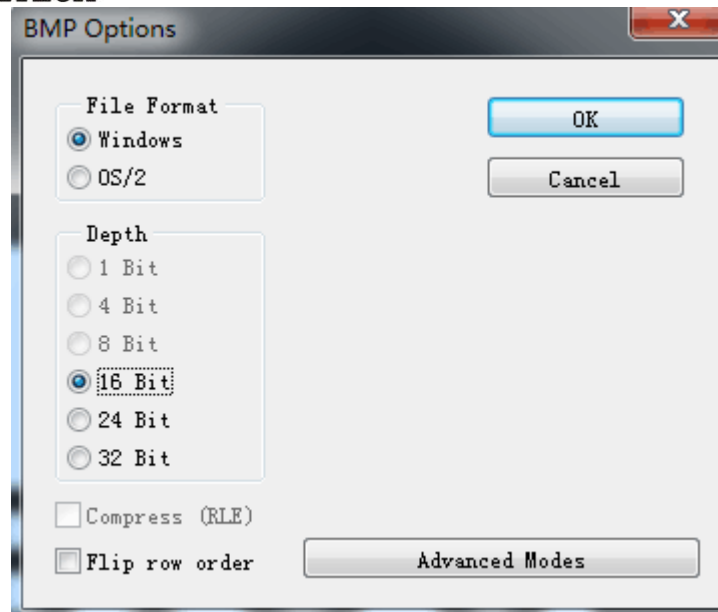 BMP Options
File Format
Windows
OS/2
OK
Cancel
Depth
1 Bit
4 Bit
8 Bit
16 Bit
24 Bit
32 Bit
Compress (RLE)
Flip row order
Advanced Modes